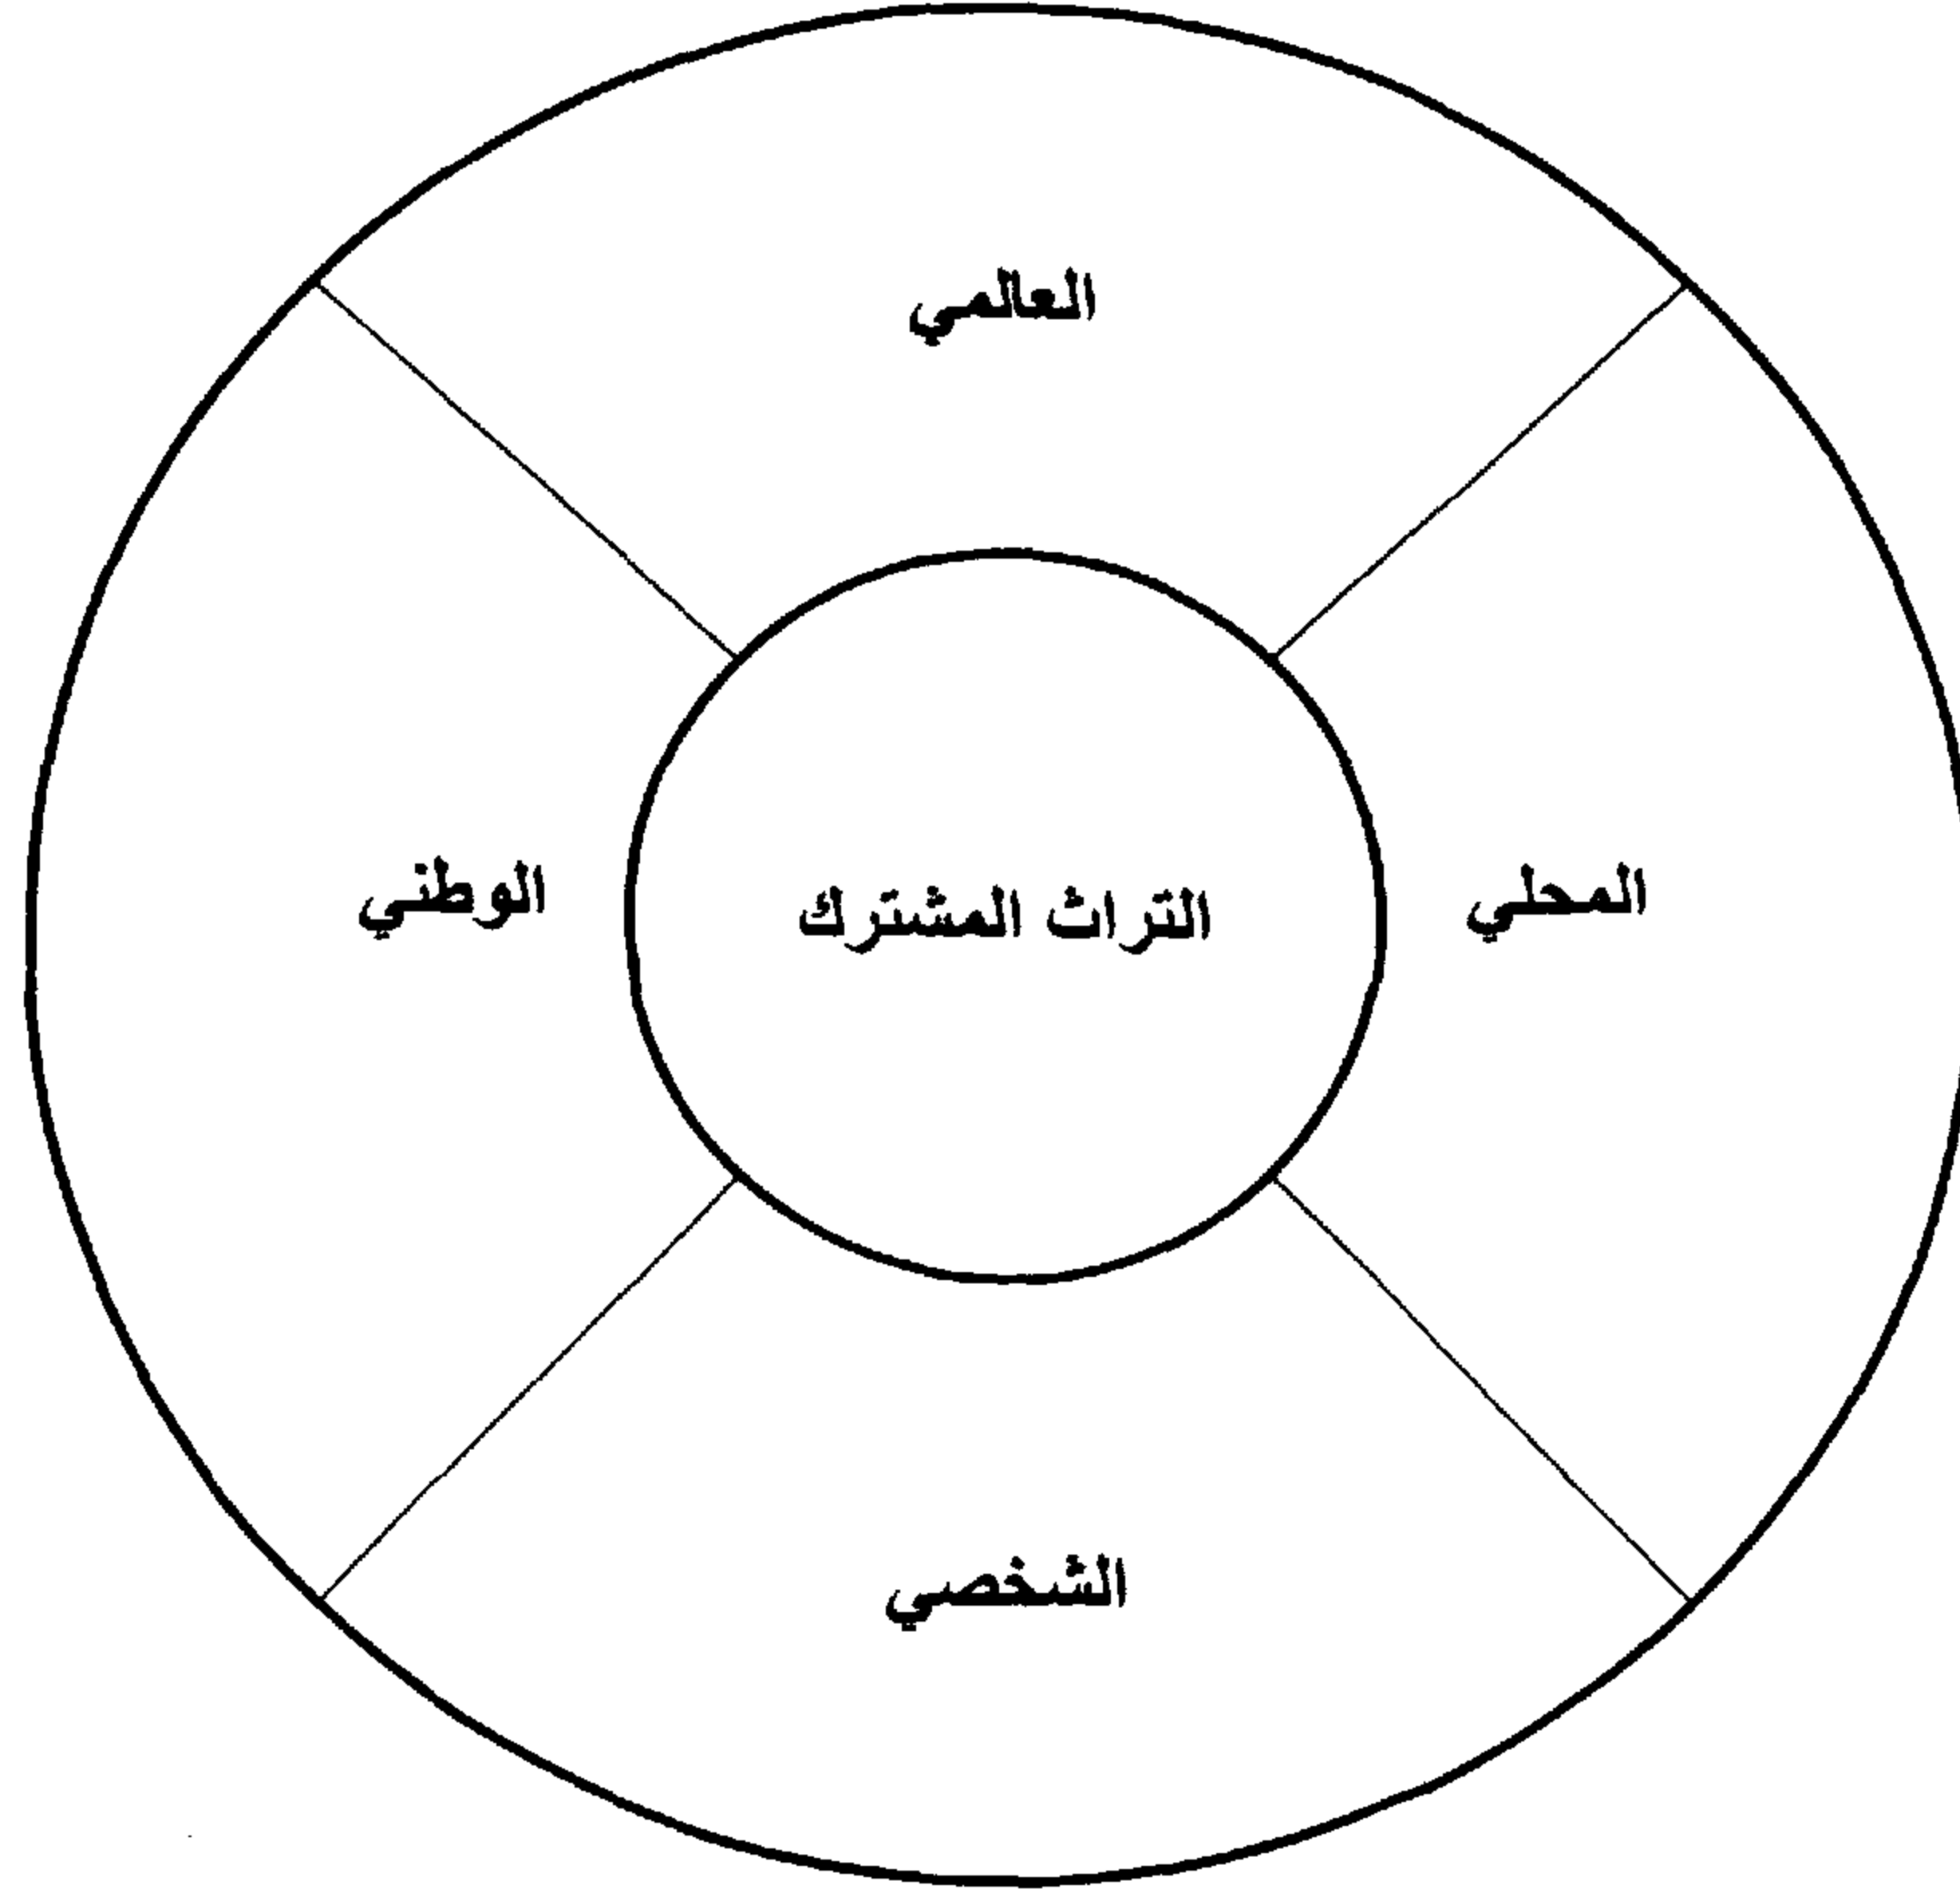 العالمي
المحلي
التراث المشترك
الوطني
الشخصي